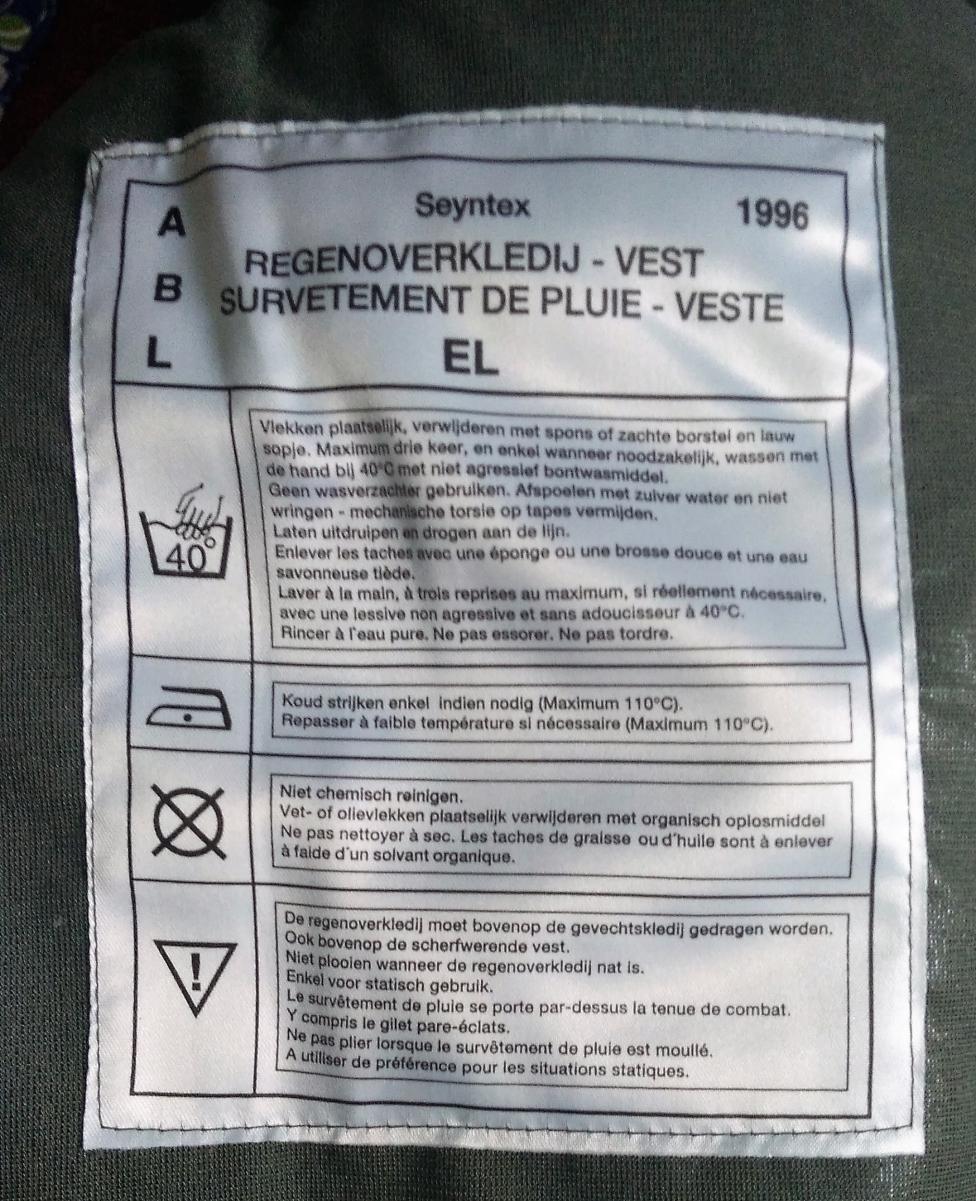 A
B
L
Seyntex
1996
REGENOVERKLEDIJ - VEST
SURVETEMENT DE PLUIE - VESTE
EL
40°
Vlekken plaatselijk, verwijderen met spons of zachte borstel en lauw
sopje. Maximum drie keer, en enkel wanneer noodzakelijk, wassen met
de hand bij 40°C met niet agressief bontwasmiddel.
Geen wasverzachter gebruiken. Afspoelen met zuiver water en niet
wringen - mechanische torsie op tapes vermijden.
Laten uitdruipen en drogen aan de lijn.
Enlever les taches avec une éponge ou une brosse douce et une eau
savonneuse tiède.
Laver à la main, à trois reprises au maximum, si réellement nécessaire,
avec une lessive non agressive et sans adoucisseur à 40°C.
Rincer à l'eau pure. Ne pas essorer. Ne pas tordre.
Koud strijken enkel indien nodig (Maximum 110°C).
Repasser à faible température si nécessaire (Maximum 110°C).
Niet chemisch reinigen.
Vet- of olievlekken plaatselijk verwijderen met organisch oplosmiddel
Ne pas nettoyer à sec. Les taches de graisse ou d'huile sont à enlever
à faide d'un solvant organique.
!
De regenoverkledij moet bovenop de gevechtskledij gedragen worden.
Ook bovenop de scherfwerende vest.
Niet plooien wanneer de regenoverkledij nat is.
Enkel voor statisch gebruik.
Le survêtement de pluie se porte par-dessus la tenue de combat.
Y compris le gilet pare-éclats.
Ne pas plier lorsque le survêtement de pluie est mouillé.
A utiliser de préférence pour les situations statiques.